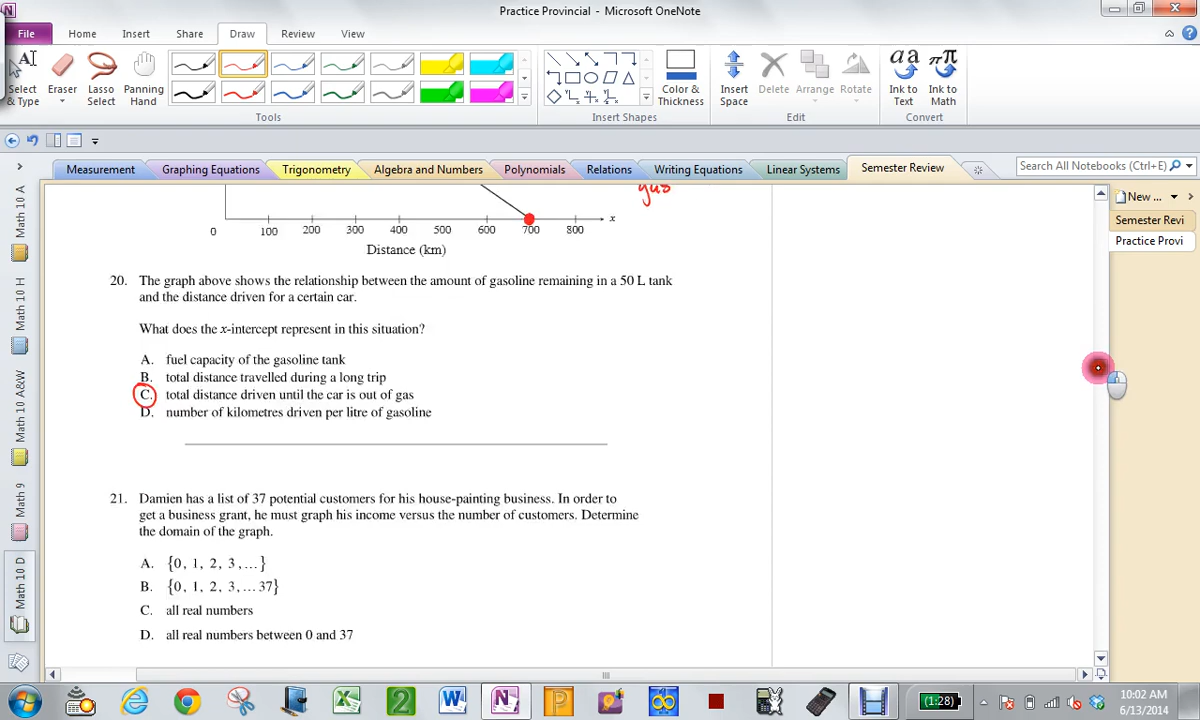 Practice Provincial - Microsoft OneNote
File Home Insert Share Draw Review View
Select & Type
Eraser
Lasso Select
Panning Hand
Color & Thickness
Insert Space
Delete Arrange Rotate
Ink to Text
Ink to Math
Tools Insert Shapes Edit Convert
Measurement Graphing Equations Trigonometry Algebra and Numbers Polynomials Relations Writing Equations Linear Systems Semester Review
Search All Notebooks (Ctrl+E)
New ...
Semester Revi
Practice Provi
Math 10 A
Math 10 H
Math 10 A&W
Math 9
Math 10 D
gas
x
0 100 200 300 400 500 600 700 800
Distance (km)
20. The graph above shows the relationship between the amount of gasoline remaining in a 50 L tank
and the distance driven for a certain car.
What does the x-intercept represent in this situation?
A. fuel capacity of the gasoline tank
B. total distance travelled during a long trip
C. total distance driven until the car is out of gas
D. number of kilometres driven per litre of gasoline
21. Damien has a list of 37 potential customers for his house-painting business. In order to
get a business grant, he must graph his income versus the number of customers. Determine
the domain of the graph.
A. {0, 1, 2, 3,...}
B. {0, 1, 2, 3,... 37}
C. all real numbers
D. all real numbers between 0 and 37
(1:28)
10:02 AM
6/13/2014